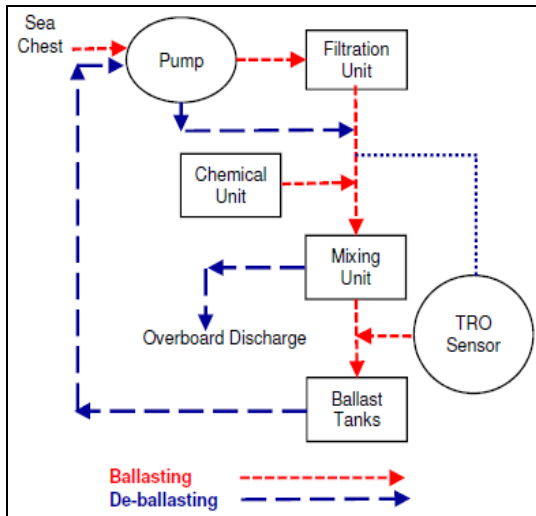 Sea
Chest
Pump
Filtration
Unit
Chemical
Unit
Mixing
Unit
Overboard Discharge
TRO
Sensor
Ballast
Tanks
Ballasting
De-ballasting